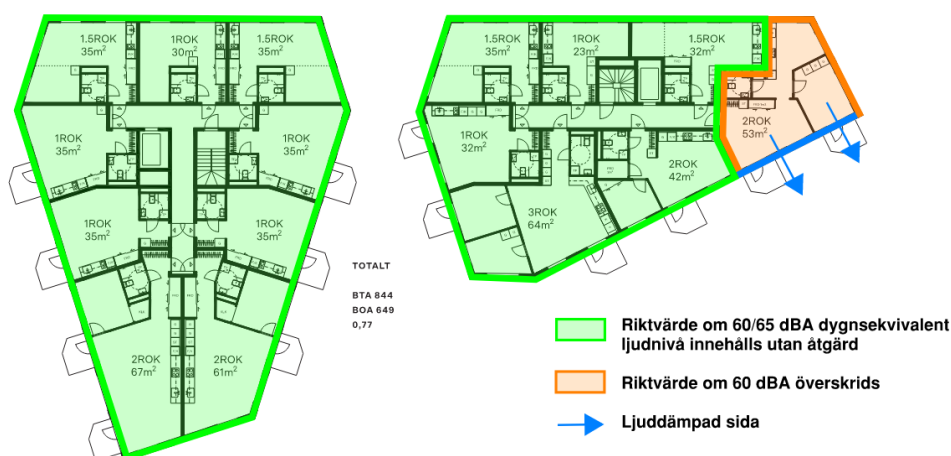 1.5ROK
35m²
1ROK
30m²
1.5ROK
35m²
1ROK
35m²
1ROK
35m²
1ROK
35m²
1ROK
35m²
2ROK
67m²
2ROK
61m²
TOTALT
BTA 844
BOA 649
0,77
1.5ROK
35m²
1ROK
23m²
1.5ROK
32m²
1ROK
32m²
2ROK
53m²
2ROK
42m²
3ROK
64m²
Riktvärde om 60/65 dBA dygnsekvivalent
ljudnivå innehålls utan åtgärd
Riktvärde om 60 dBA överskrids
Ljuddämpad sida